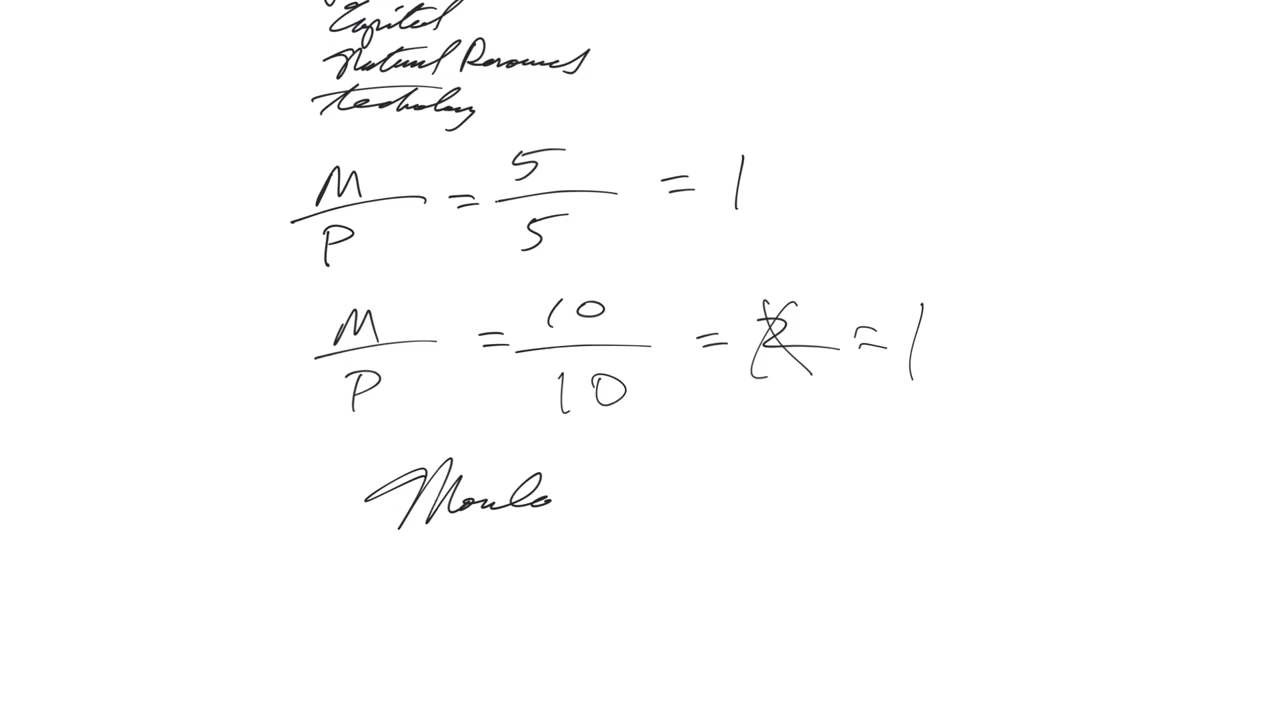 Capital
Natural Resources
Technology
M/P = 5/5 = 1
M/P = 10/10 = 2 = 1